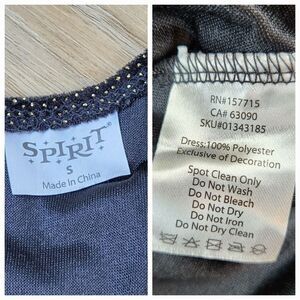 SPIRIT
S
Made in China
RN#157715
CA# 63090
SKU#01343185
Dress:100% Polyester
Exclusive of Decoration
Spot Clean Only
Do Not Wash
Do Not Bleach
Do Not Dry
Do Not Iron
Do Not Dry Clean